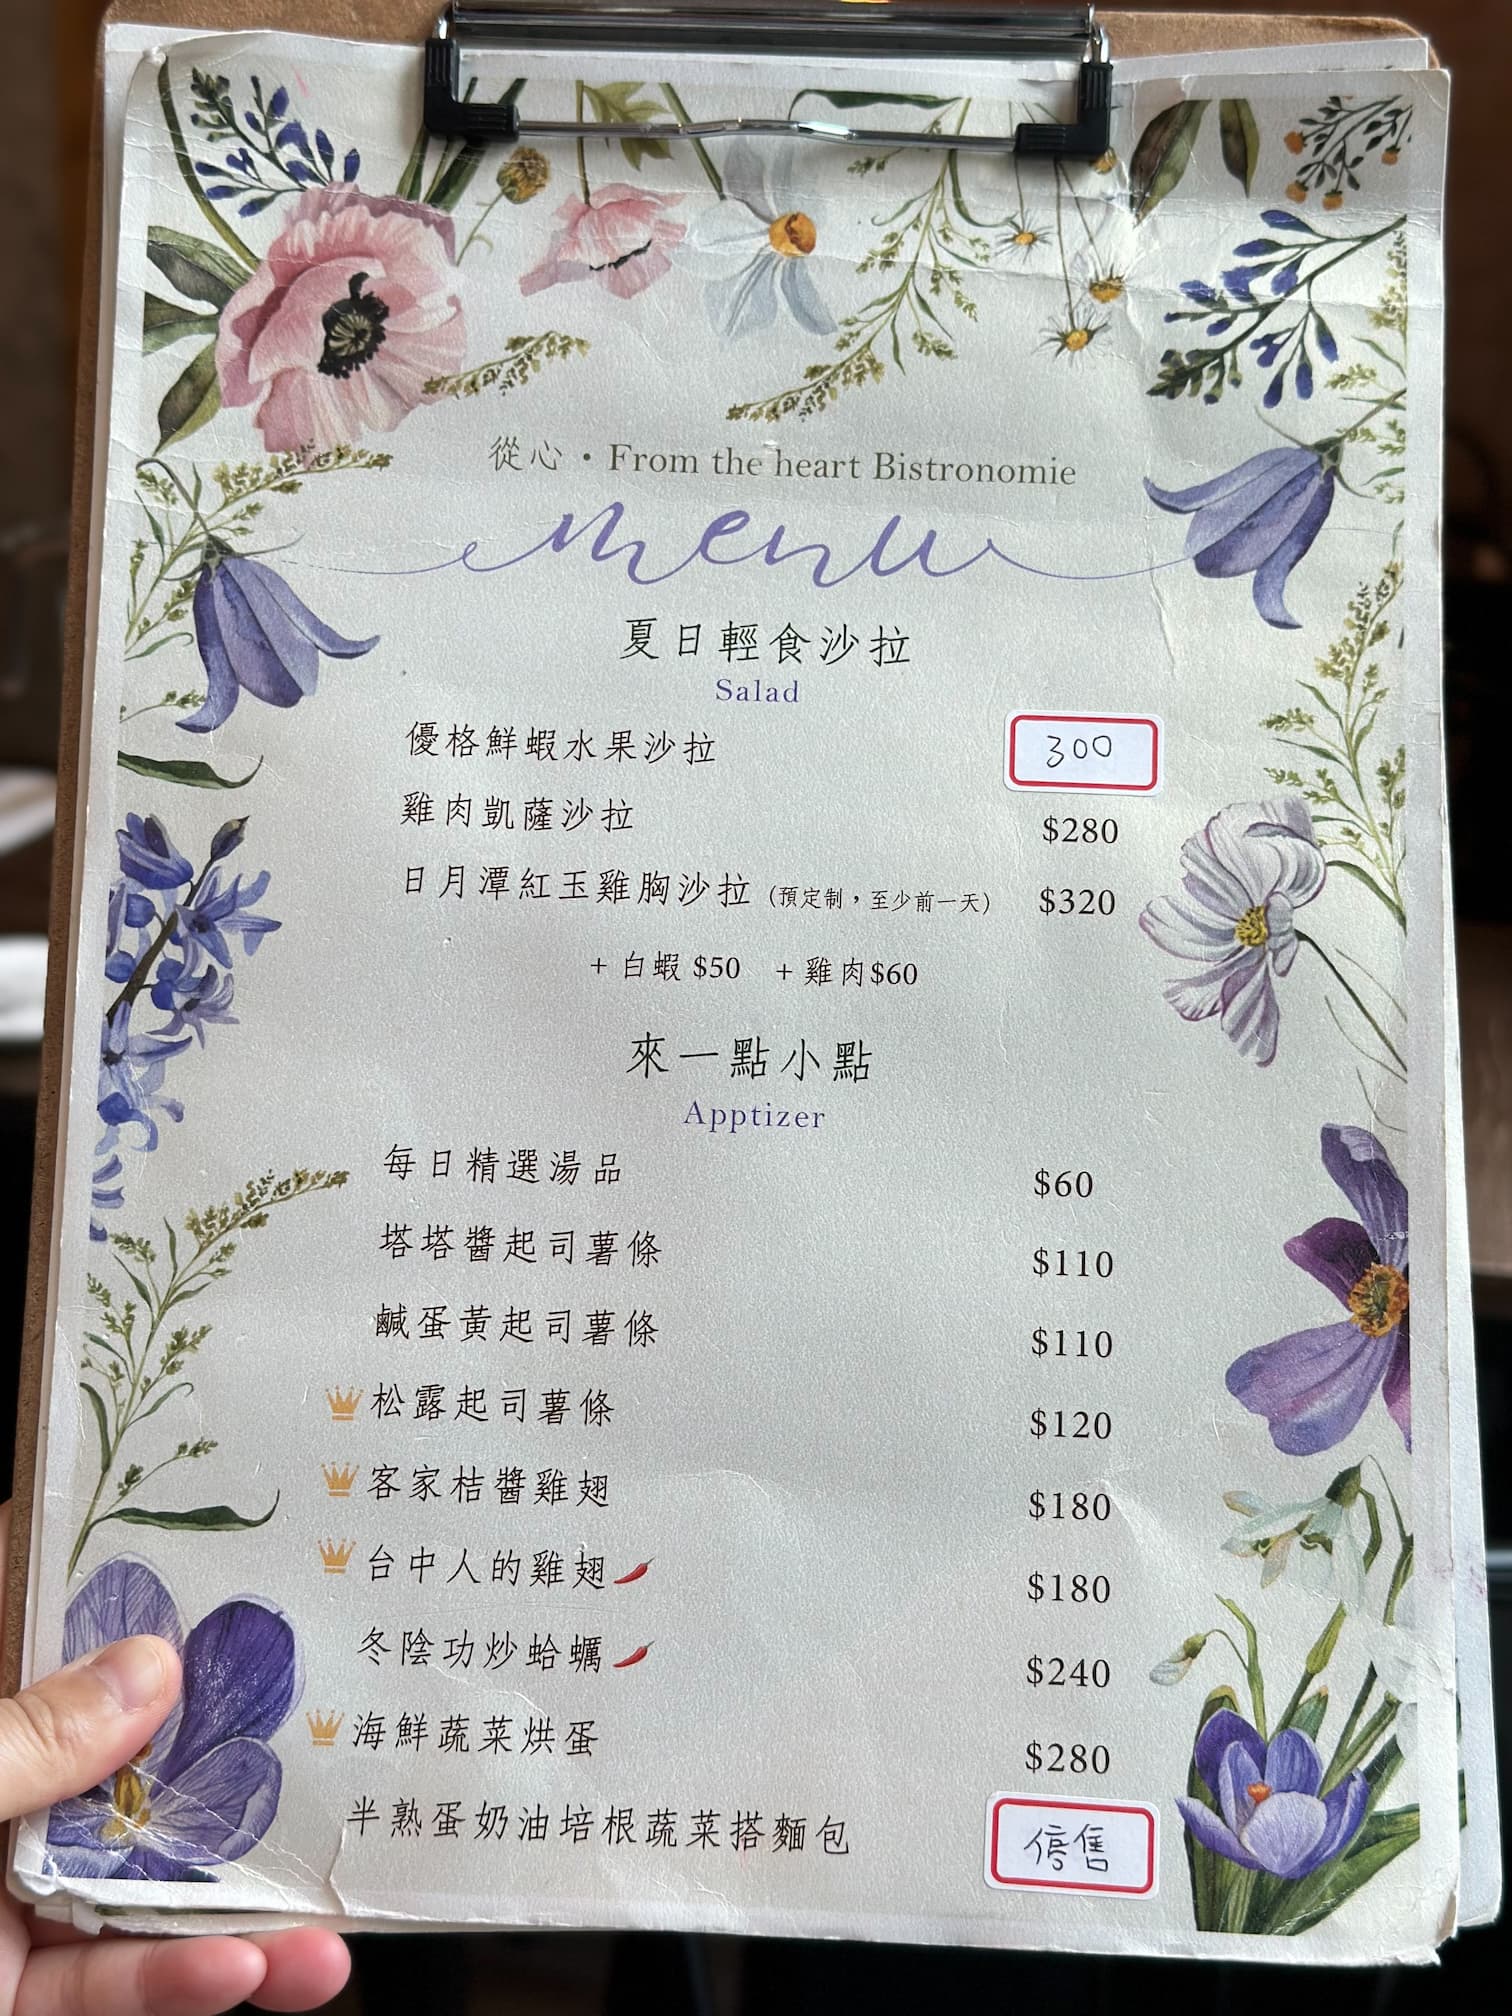 從心・From the heart Bistronomie
menu
夏日輕食沙拉
Salad
優格鮮蝦水果沙拉 300
雞肉凱薩沙拉 $280
日月潭紅玉雞胸沙拉 (預定制，至少前一天) $320
+ 白蝦 $50 + 雞肉$60
來一點小點
Apptizer
每日精選湯品 $60
塔塔醬起司薯條 $110
鹹蛋黃起司薯條 $110
松露起司薯條 $120
客家桔醬雞翅 $180
台中人的雞翅 $180
冬陰功炒蛤蠣 $240
海鮮蔬菜烘蛋 $280
半熟蛋奶油培根蔬菜搭麵包 停售